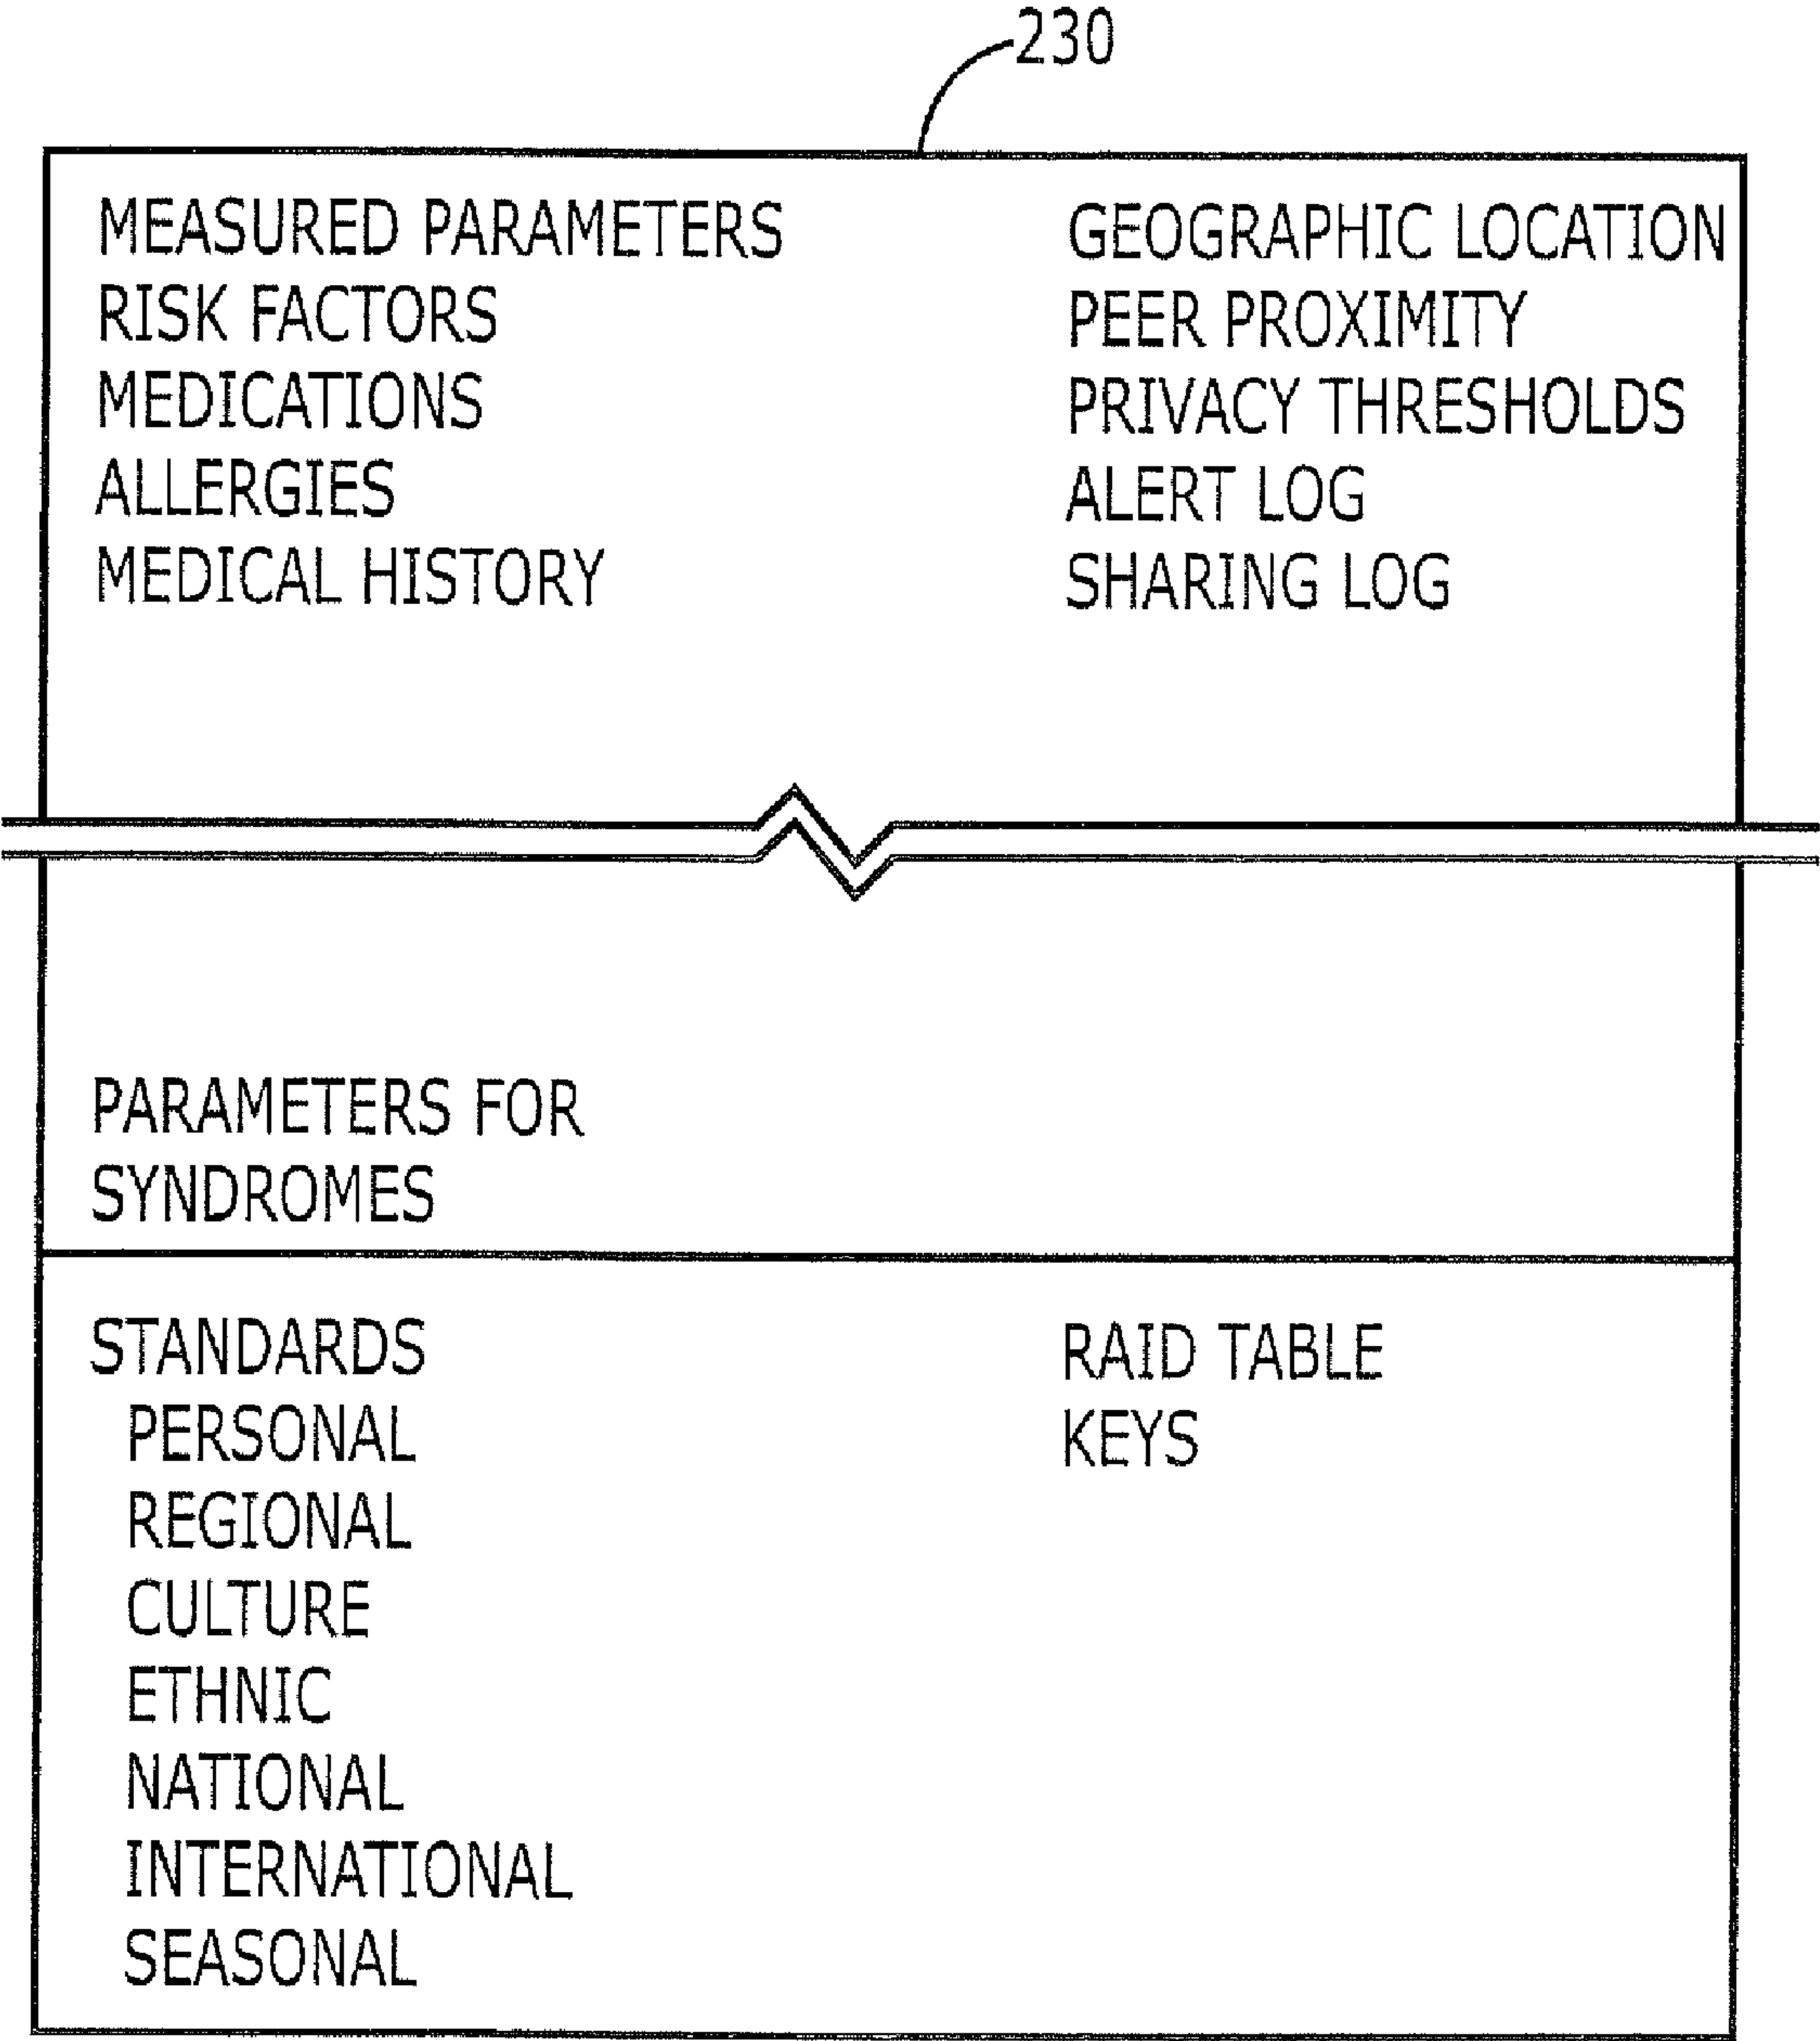 230
MEASURED PARAMETERS
RISK FACTORS
MEDICATIONS
ALLERGIES
MEDICAL HISTORY
GEOGRAPHIC LOCATION
PEER PROXIMITY
PRIVACY THRESHOLDS
ALERT LOG
SHARING LOG
PARAMETERS FOR
SYNDROMES
STANDARDS
PERSONAL
REGIONAL
CULTURE
ETHNIC
NATIONAL
INTERNATIONAL
SEASONAL
RAID TABLE
KEYS